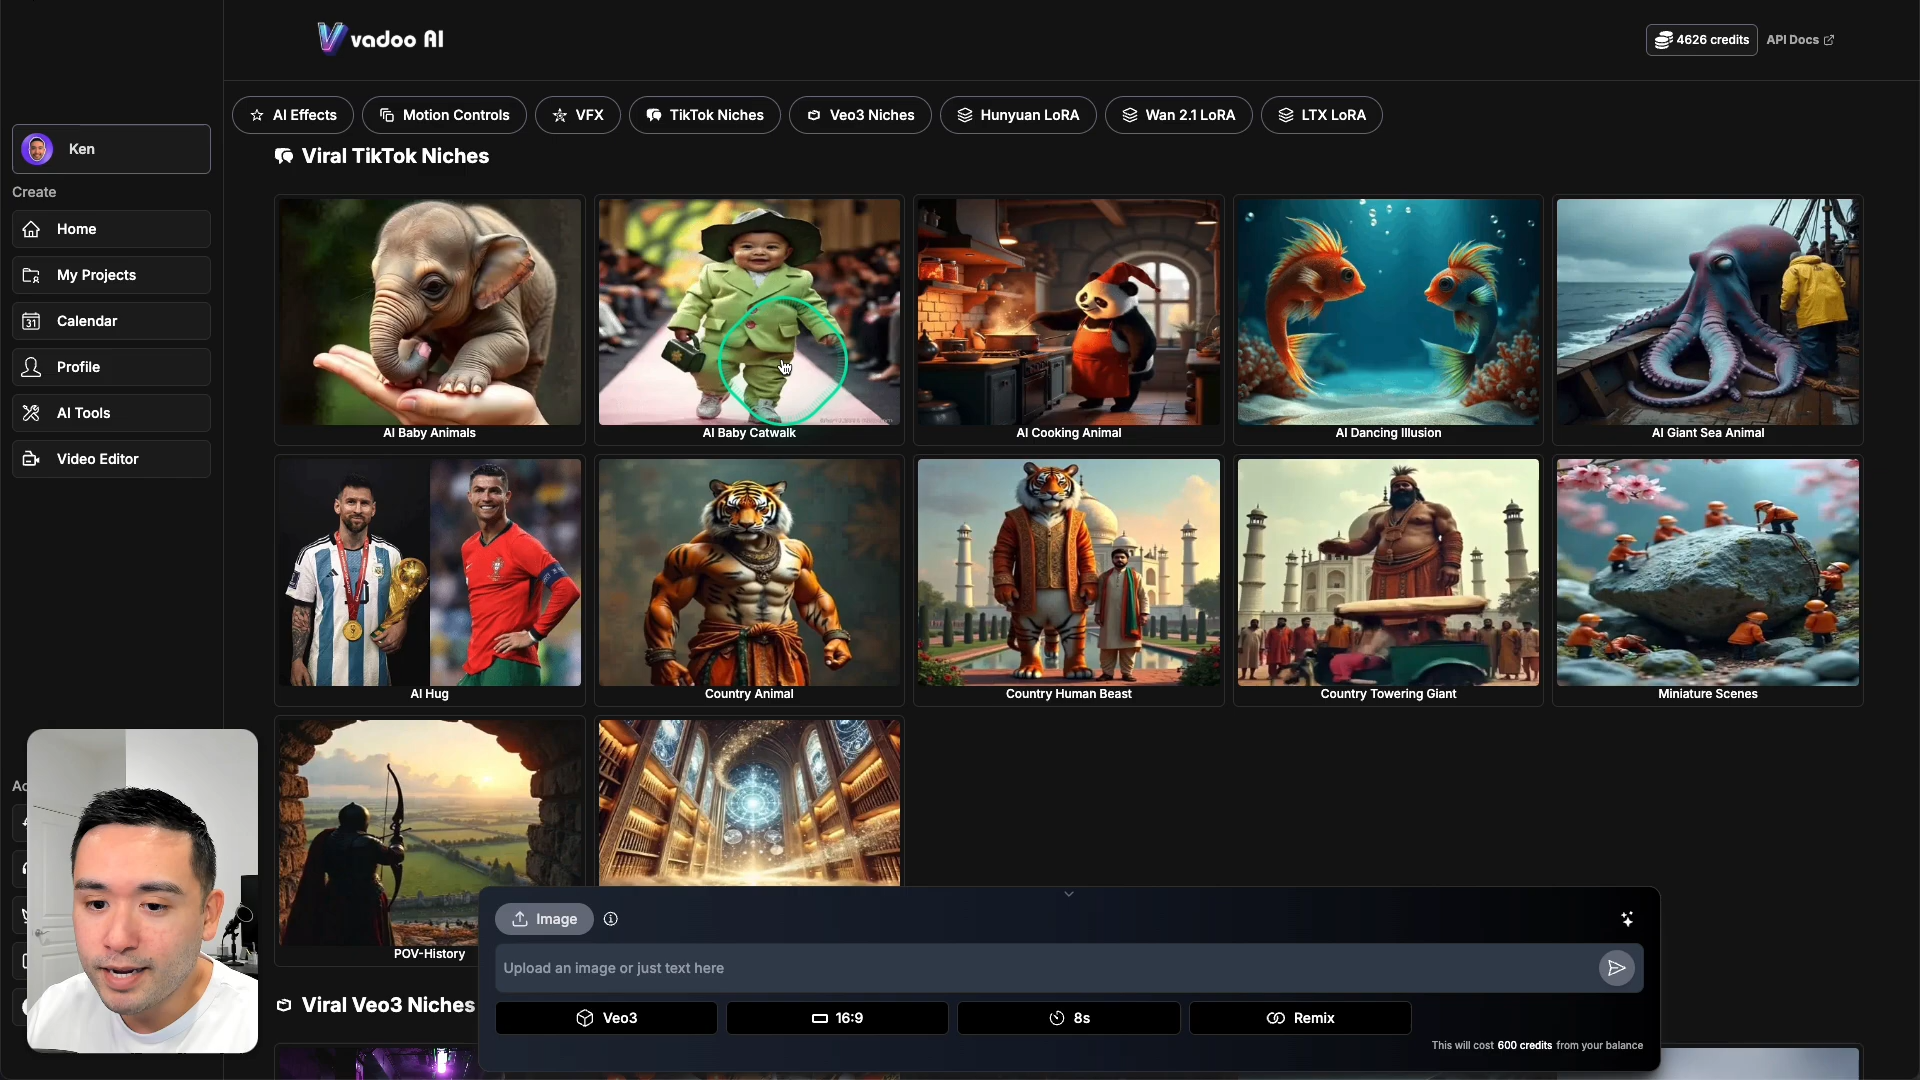 vadoo AI
4626 credits
API Docs
AI Effects
Motion Controls
VFX
TikTok Niches
Veo3 Niches
Hunyuan LoRA
Wan 2.1 LoRA
LTX LoRA
Ken
Create
Home
My Projects
Calendar
31
Profile
AI Tools
Video Editor
Viral TikTok Niches
AI Baby Animals
AI Baby Catwalk
AI Cooking Animal
AI Dancing Illusion
AI Giant Sea Animal
AI Hug
Country Animal
Country Human Beast
Country Towering Giant
Miniature Scenes
POV-History
Viral Veo3 Niches
Image
Upload an image or just text here
Veo3
16:9
8s
Remix
This will cost 600 credits from your balance